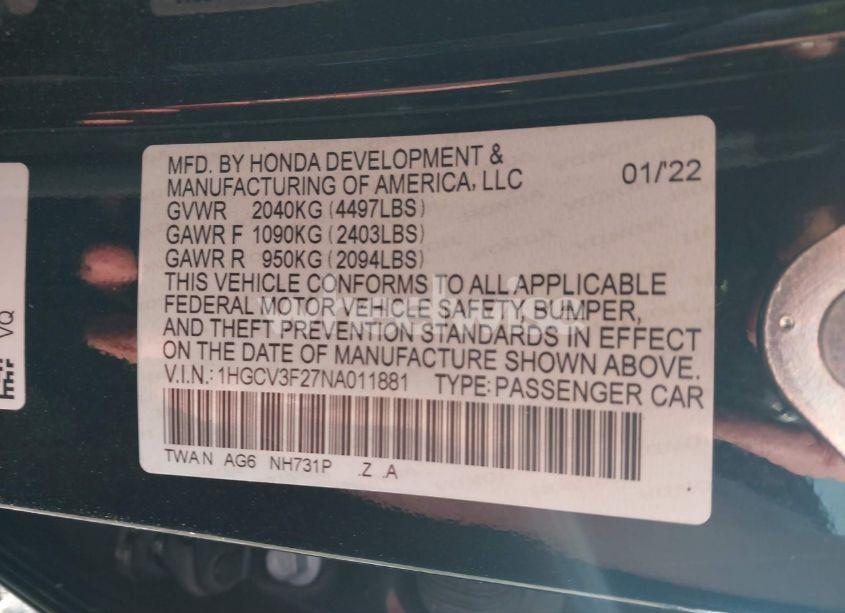 MFD. BY HONDA DEVELOPMENT &
MANUFACTURING OF AMERICA, LLC 01/'22
GVWR 2040KG (4497LBS)
GAWR F 1090KG (2403LBS)
GAWR R 950KG (2094LBS)
THIS VEHICLE CONFORMS TO ALL APPLICABLE
FEDERAL MOTOR VEHICLE SAFETY BUMPER,
AND THEFT PREVENTION STANDARDS IN EFFECT
ON THE DATE OF MANUFACTURE SHOWN ABOVE.
V.I.N.: 1HGCV3F27NA011881 TYPE: PASSENGER CAR
TWAN AG6 NH731P .Z .A
VQ